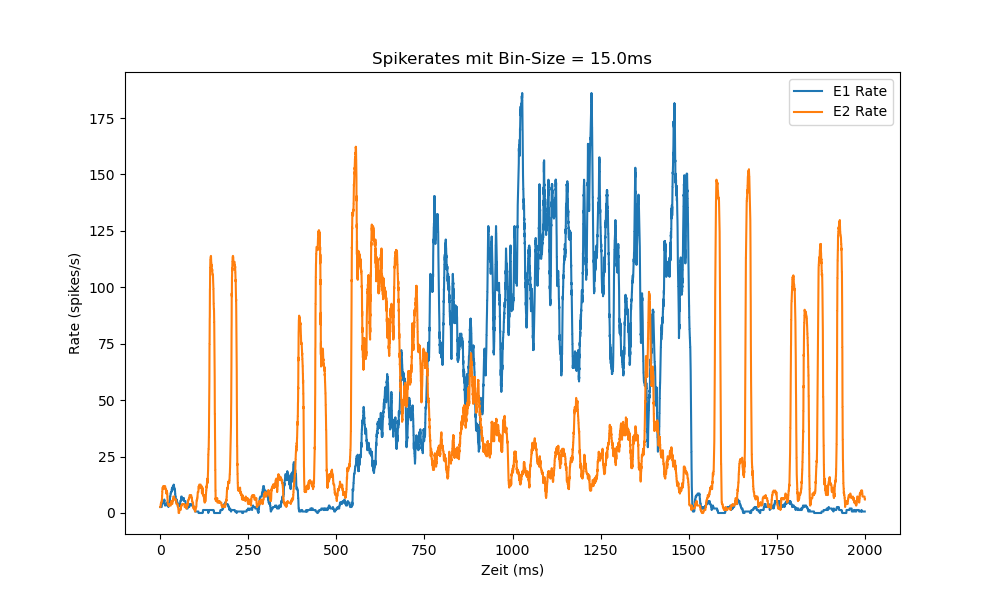 Spikerates mit Bin-Size = 15.0ms
E1 Rate
E2 Rate
Rate (spikes/s)
175
150
125
100
75
50
25
0
0 250 500 750 1000 1250 1500 1750 2000
Zeit (ms)